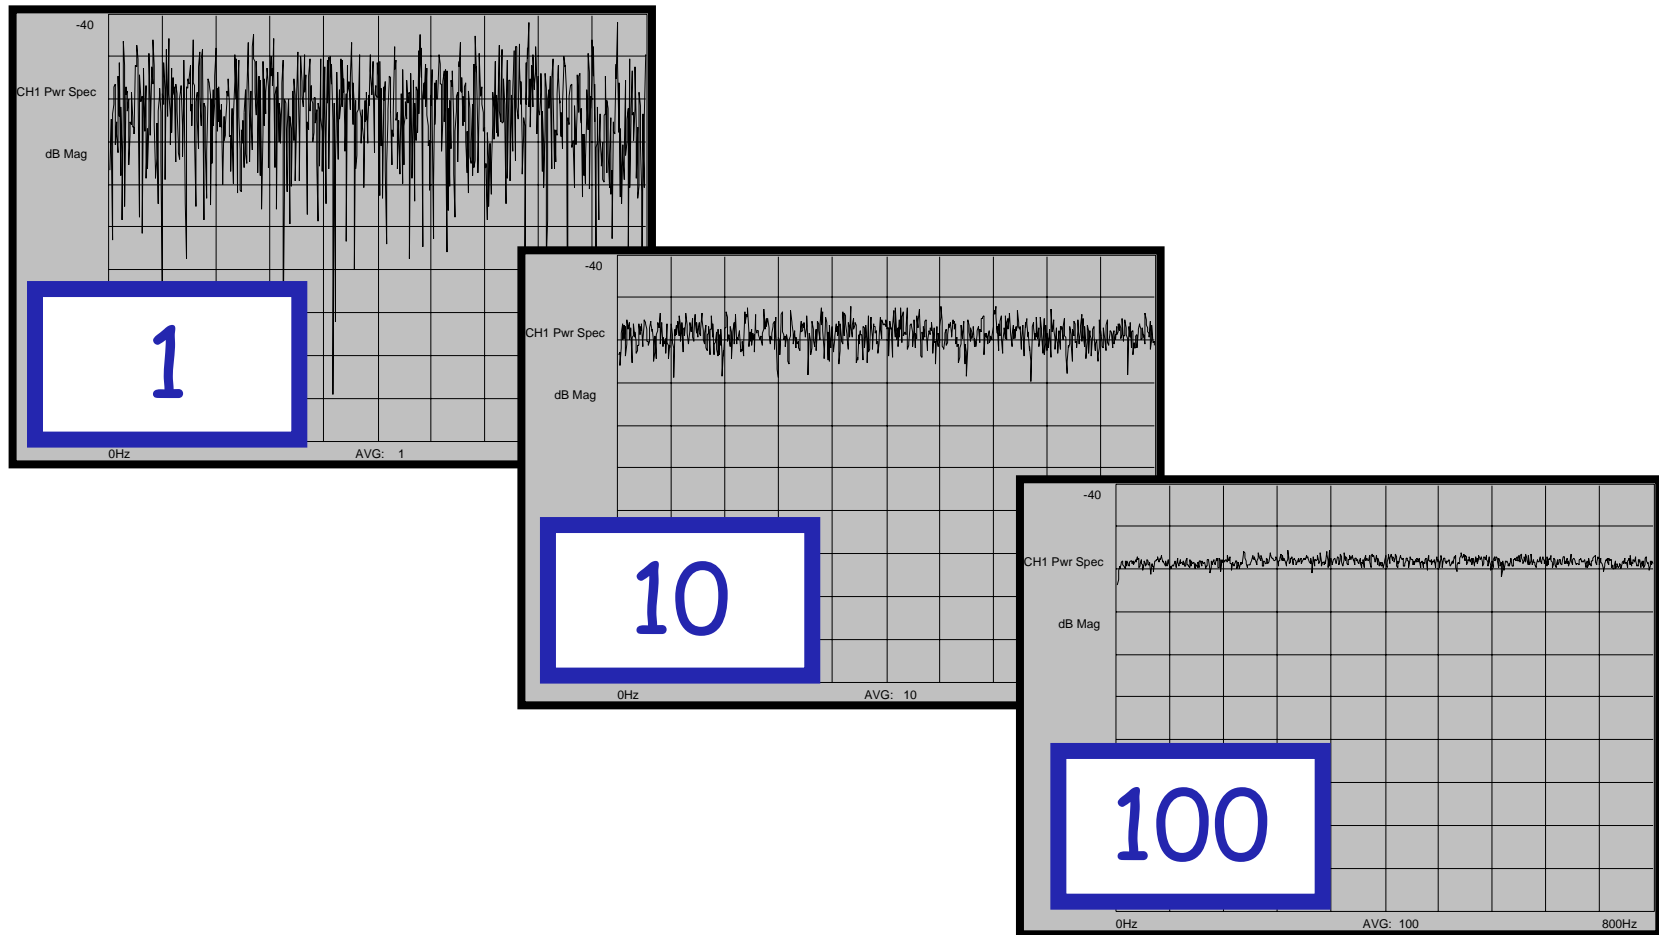 -40
CH1 Pwr Spec
dB Mag
1
0Hz AVG: 1
-40
CH1 Pwr Spec
dB Mag
10
0Hz AVG: 10
-40
CH1 Pwr Spec
dB Mag
100
0Hz AVG: 100 800Hz